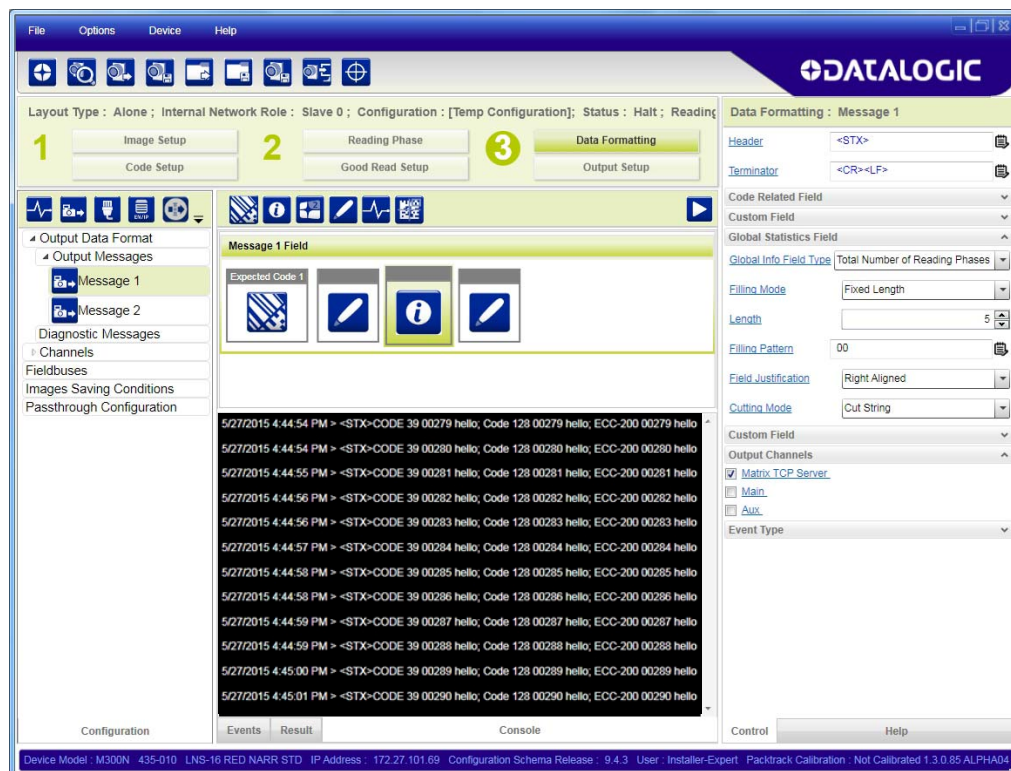 File Options Device Help
DATALOGIC
Layout Type : Alone ; Internal Network Role : Slave 0 ; Configuration : [Temp Configuration]; Status : Halt ; Reading
1 Image Setup
Code Setup
2 Reading Phase
Good Read Setup
3 Data Formatting
Output Setup
Output Data Format
Output Messages
Message 1
Message 2
Diagnostic Messages
Channels
Fieldbuses
Images Saving Conditions
Passthrough Configuration
Configuration
Message 1 Field
Expected Code 1
5/27/2015 4:44:54 PM > <STX>CODE 39 00279 hello; Code 128 00279 hello; ECC-200 00279 hello
5/27/2015 4:44:54 PM > <STX>CODE 39 00280 hello; Code 128 00280 hello; ECC-200 00280 hello
5/27/2015 4:44:55 PM > <STX>CODE 39 00281 hello; Code 128 00281 hello; ECC-200 00281 hello
5/27/2015 4:44:56 PM > <STX>CODE 39 00282 hello; Code 128 00282 hello; ECC-200 00282 hello
5/27/2015 4:44:56 PM > <STX>CODE 39 00283 hello; Code 128 00283 hello; ECC-200 00283 hello
5/27/2015 4:44:57 PM > <STX>CODE 39 00284 hello; Code 128 00284 hello; ECC-200 00284 hello
5/27/2015 4:44:58 PM > <STX>CODE 39 00285 hello; Code 128 00285 hello; ECC-200 00285 hello
5/27/2015 4:44:58 PM > <STX>CODE 39 00286 hello; Code 128 00286 hello; ECC-200 00286 hello
5/27/2015 4:44:59 PM > <STX>CODE 39 00287 hello; Code 128 00287 hello; ECC-200 00287 hello
5/27/2015 4:44:59 PM > <STX>CODE 39 00288 hello; Code 128 00288 hello; ECC-200 00288 hello
5/27/2015 4:45:00 PM > <STX>CODE 39 00289 hello; Code 128 00289 hello; ECC-200 00289 hello
5/27/2015 4:45:01 PM > <STX>CODE 39 00290 hello; Code 128 00290 hello; ECC-200 00290 hello
Events Result Console
Data Formatting : Message 1
Header <STX>
Terminator <CR><LF>
Code Related Field
Custom Field
Global Statistics Field
Global Info Field Type Total Number of Reading Phases
Filling Mode Fixed Length
Length 5
Filling Pattern 00
Field Justification Right Aligned
Cutting Mode Cut String
Custom Field
Output Channels
Matrix TCP Server
Main
Aux
Event Type
Control Help
Device Model : M300N 435-010 LNS-16 RED NARR STD IP Address : 172.27.101.69 Configuration Schema Release : 9.4.3 User : Installer-Expert Packtrack Calibration : Not Calibrated 1.3.0.85 ALPHA04